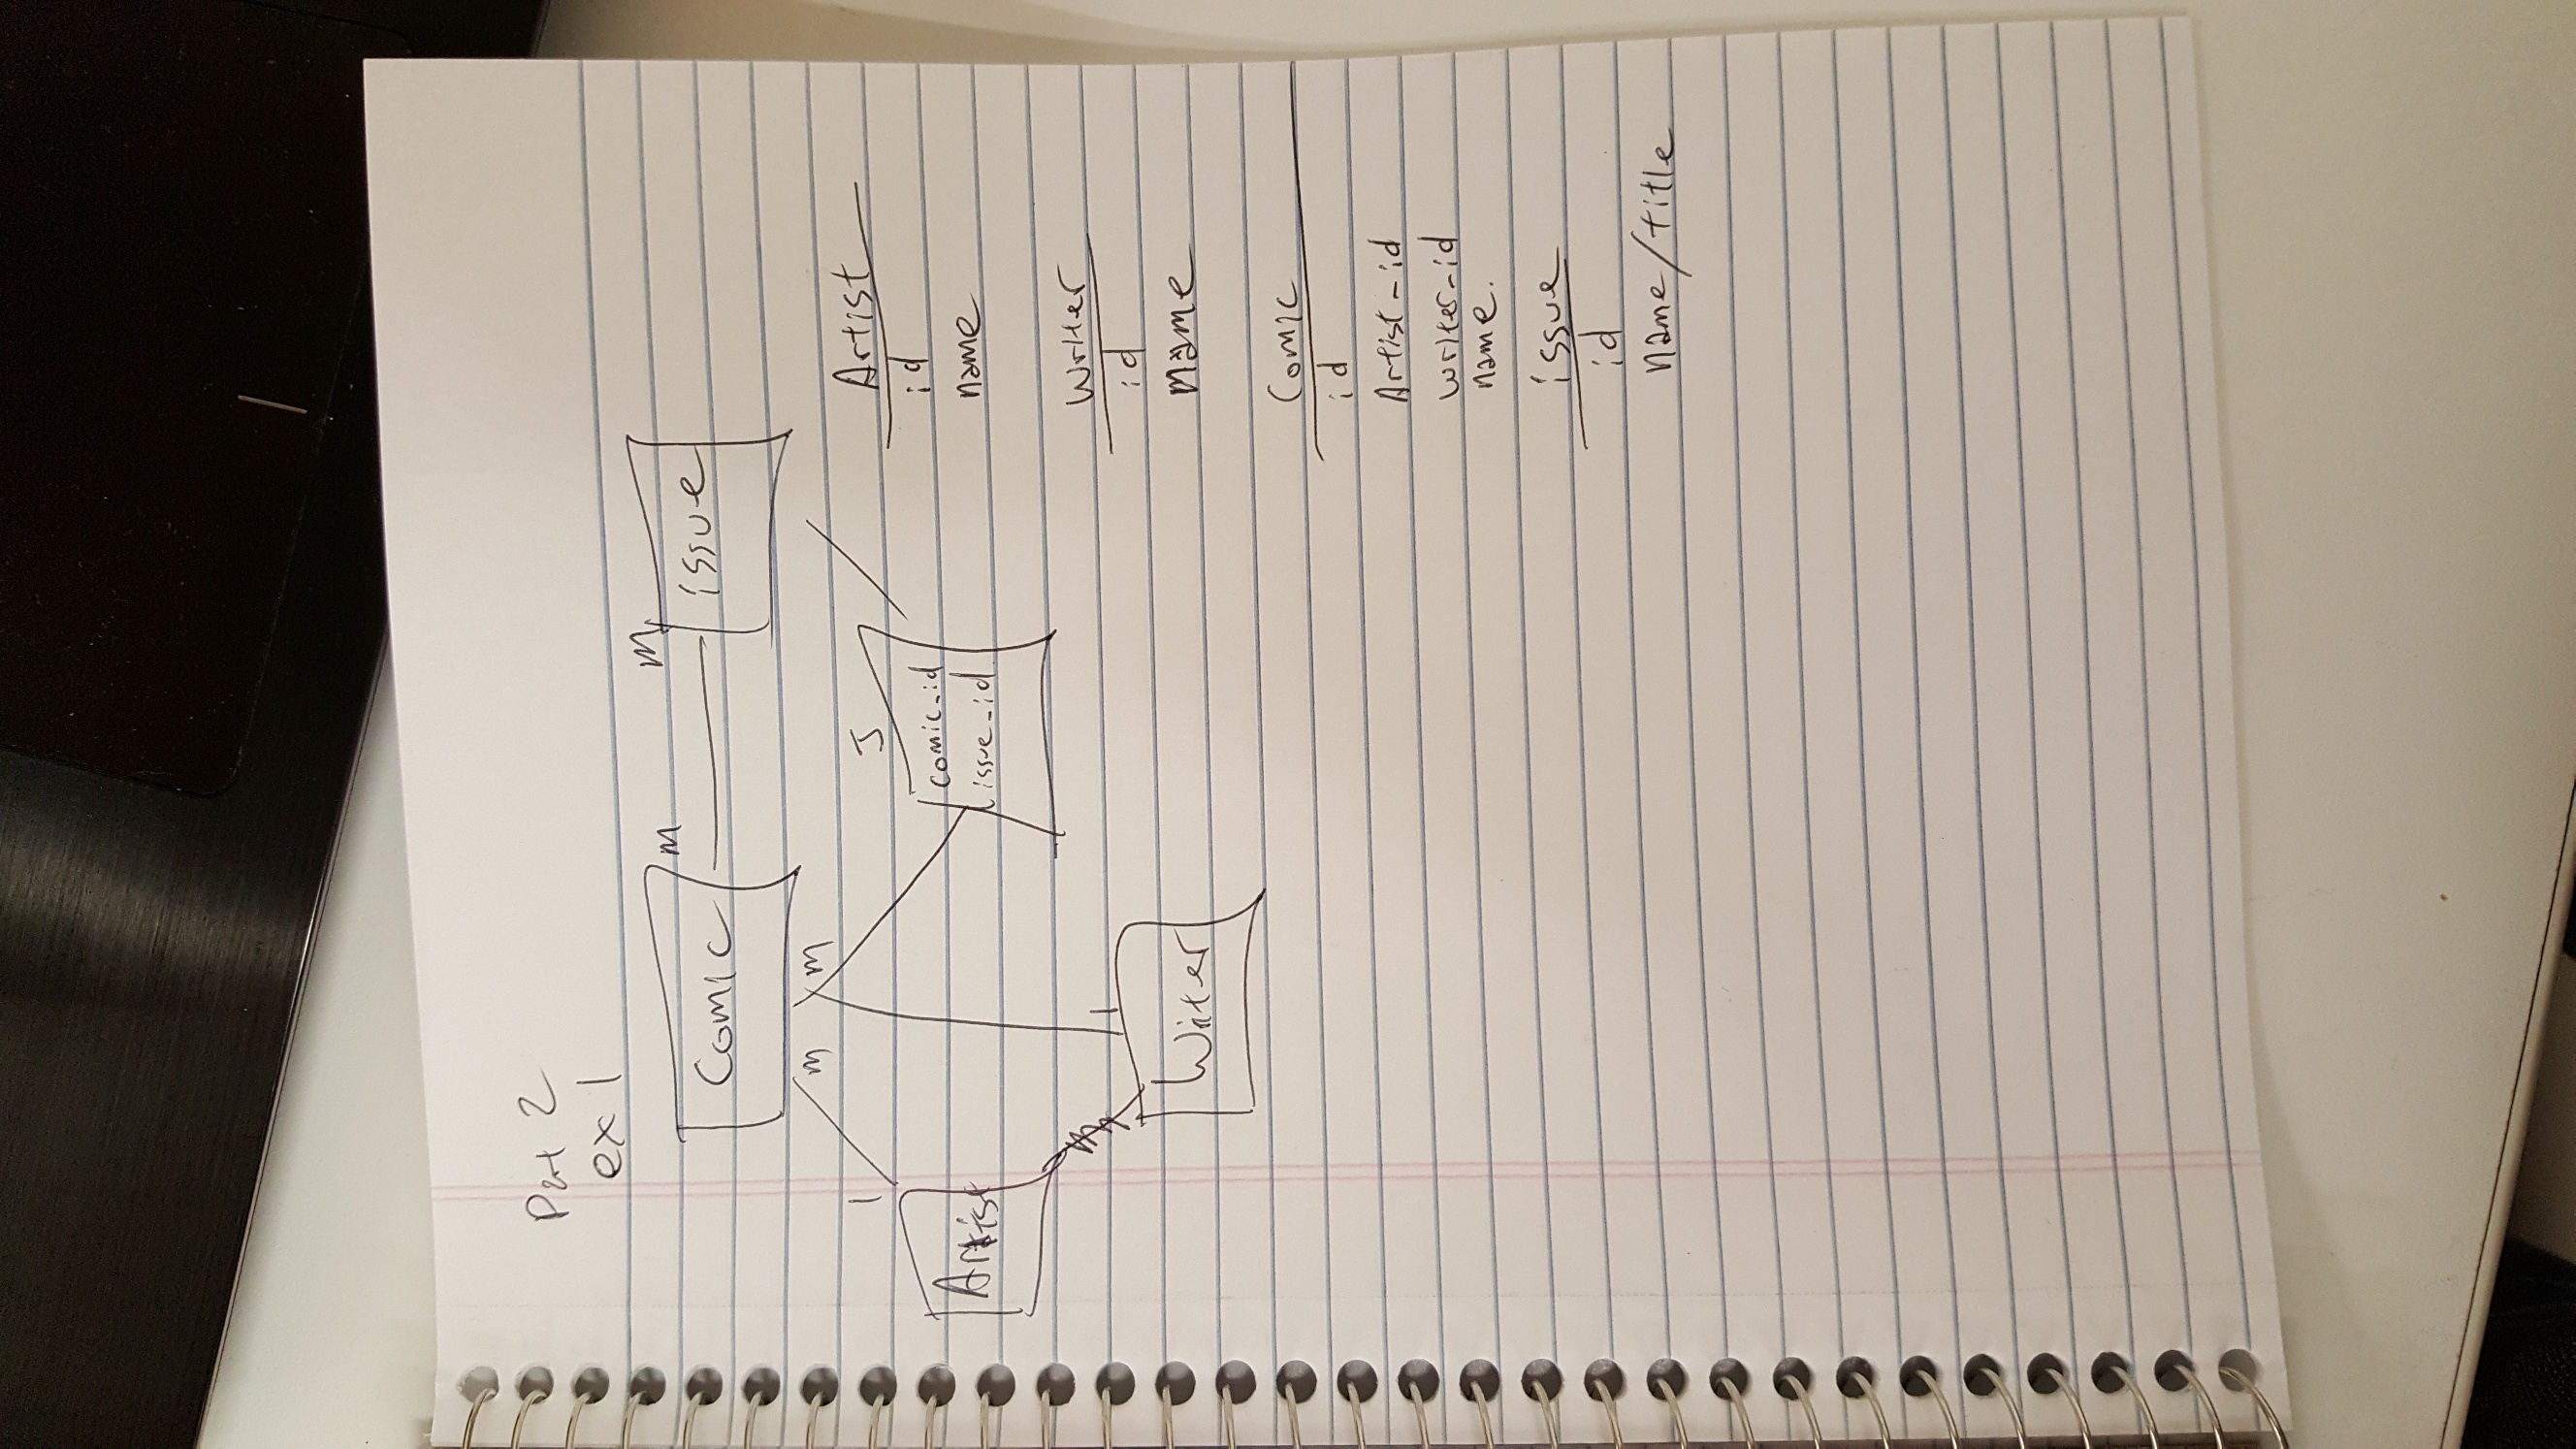 Part 2
ex 1
Comic
m
m
issue
m
m
J
comic_id
issue_id
1
Artist
1
Writer
Artist
id
name
Writer
id
name
Comic
id
Artist_id
writer_id
name.
issue
id
name/title